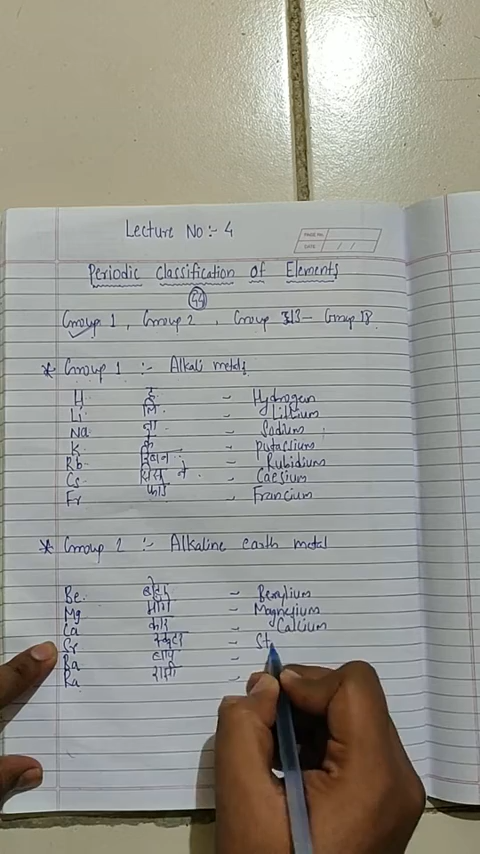 Lecture No :- 4
PAGE No.
DATE / /
Periodic Classification of Elements
44
Group 1 , Group 2 , Group 13 - Group 18
* Group 1 :- Alkali metals
H ह - Hydrogen
Li लि - Lithium
Na ना - Sodium
K के - Potassium
Rb - Rubidium
Cs - Caesium
Fr - Francium
* Group 2 :- Alkaline earth metal
Be बेटा - Beryllium
Mg मांगे - Magnesium
Ca कार - Calcium
Sr स्कूटर - St
Ba बाप -
Ra राजी -